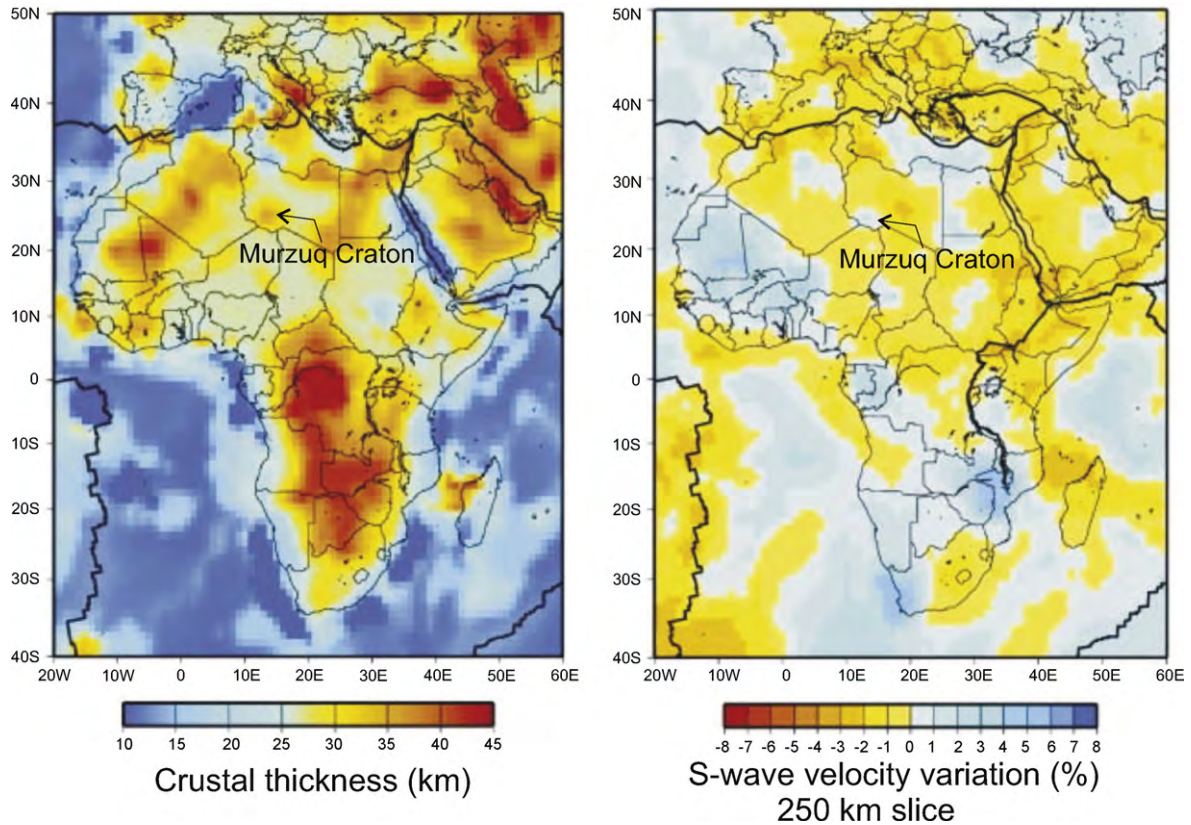 50N
40N
30N
20N
10N
0
10S
20S
30S
40S
20W
10W
0
10E
20E
30E
40E
50E
60E
Murzuq Craton
10
15
20
25
30
35
40
45
Crustal thickness (km)
50N
40N
30N
20N
10N
0
10S
20S
30S
40S
20W
10W
0
10E
20E
30E
40E
50E
60E
Murzuq Craton
-8
-7
-6
-5
-4
-3
-2
-1
0
1
2
3
4
5
6
7
8
S-wave velocity variation (%)
250 km slice